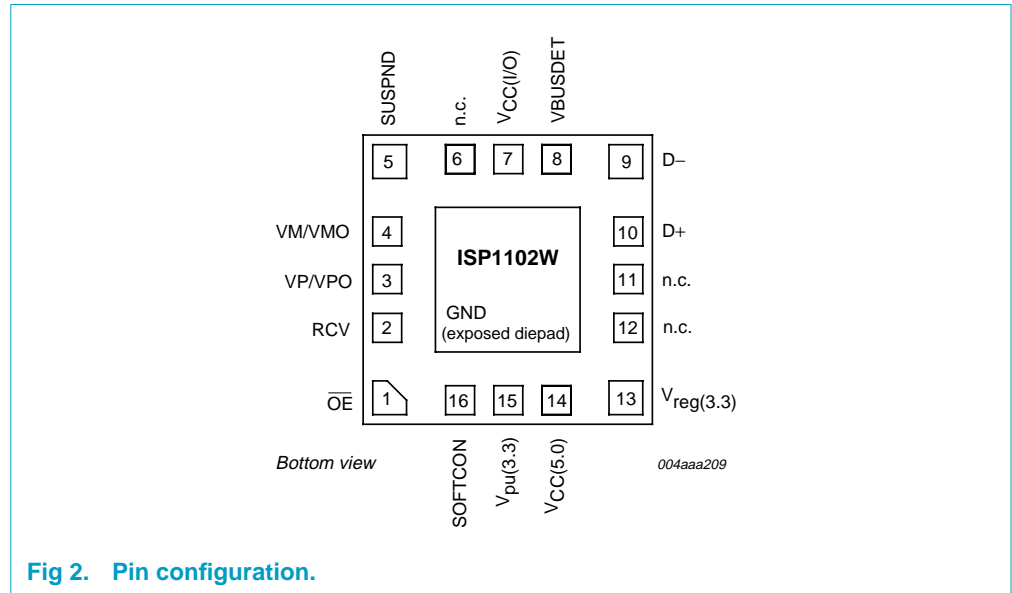 SUSPND
n.c.
VCC(I/O)
VBUSDET
5
6
7
8
9
D−
VM/VMO
4
10
D+
VP/VPO
3
11
n.c.
RCV
2
12
n.c.
ISP1102W
GND
(exposed diepad)
OE
1
16
15
14
13
Vreg(3.3)
SOFTCON
Vpu(3.3)
VCC(5.0)
Bottom view
004aaa209
Fig 2. Pin configuration.